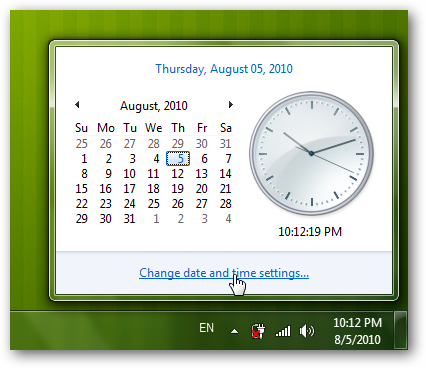 Thursday, August 05, 2010
August, 2010
Su Mo Tu We Th Fr Sa
25 26 27 28 29 30 31
1 2 3 4 5 6 7
8 9 10 11 12 13 14
15 16 17 18 19 20 21
22 23 24 25 26 27 28
29 30 31 1 2 3 4
10:12:19 PM
Change date and time settings...
EN
10:12 PM
8/5/2010